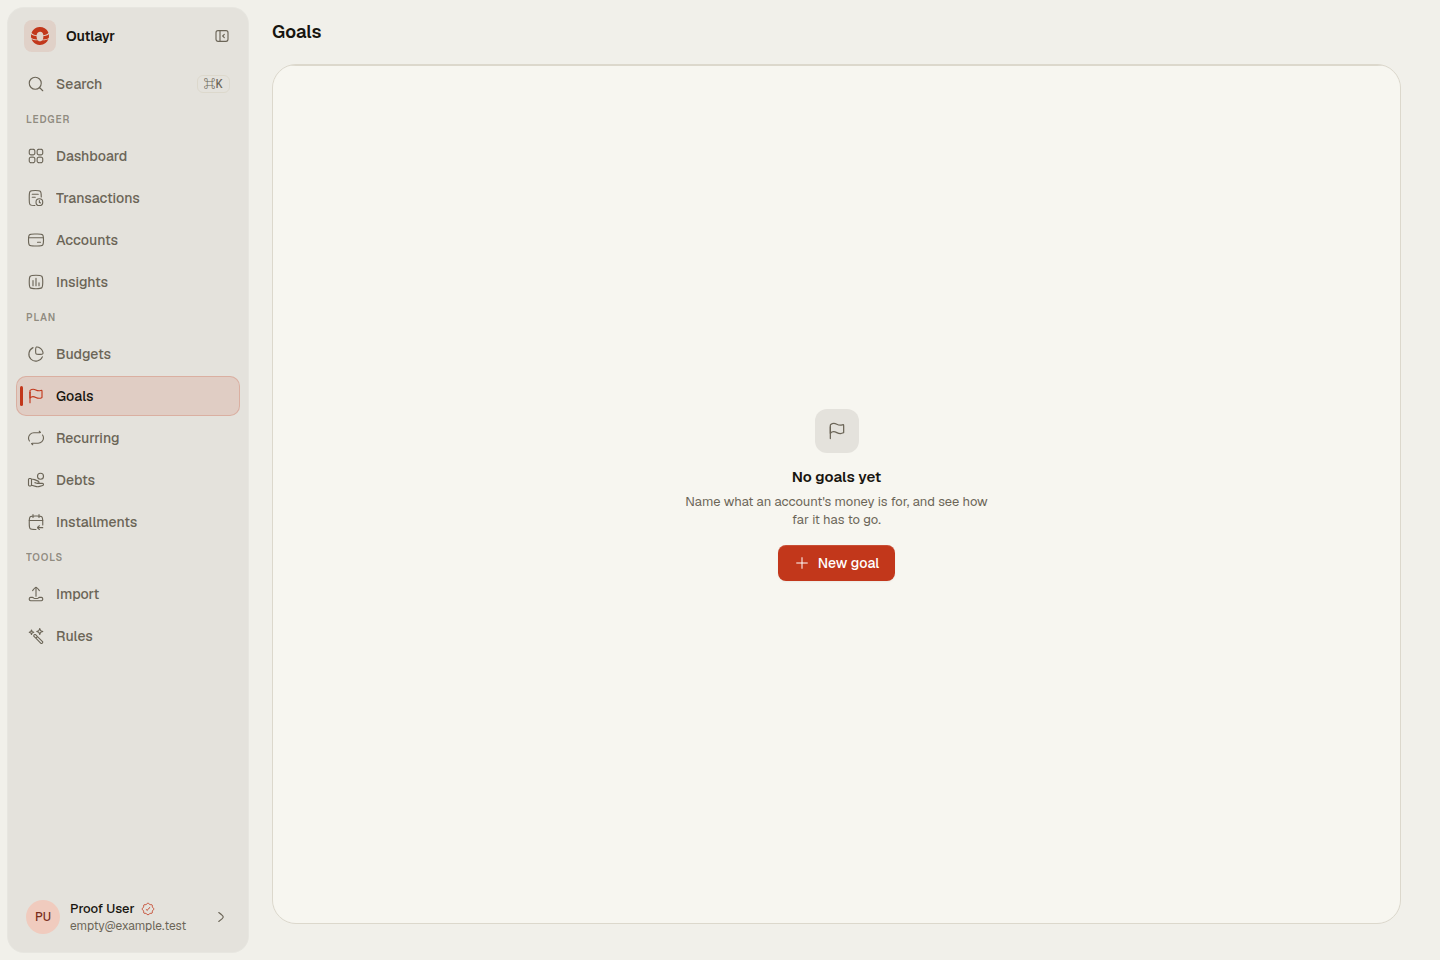 Outlayr
Search
⌘K
LEDGER
Dashboard
Transactions
Accounts
Insights
PLAN
Budgets
Goals
Recurring
Debts
Installments
TOOLS
Import
Rules
PU
Proof User
empty@example.test
Goals
No goals yet
Name what an account's money is for, and see how
far it has to go.
New goal